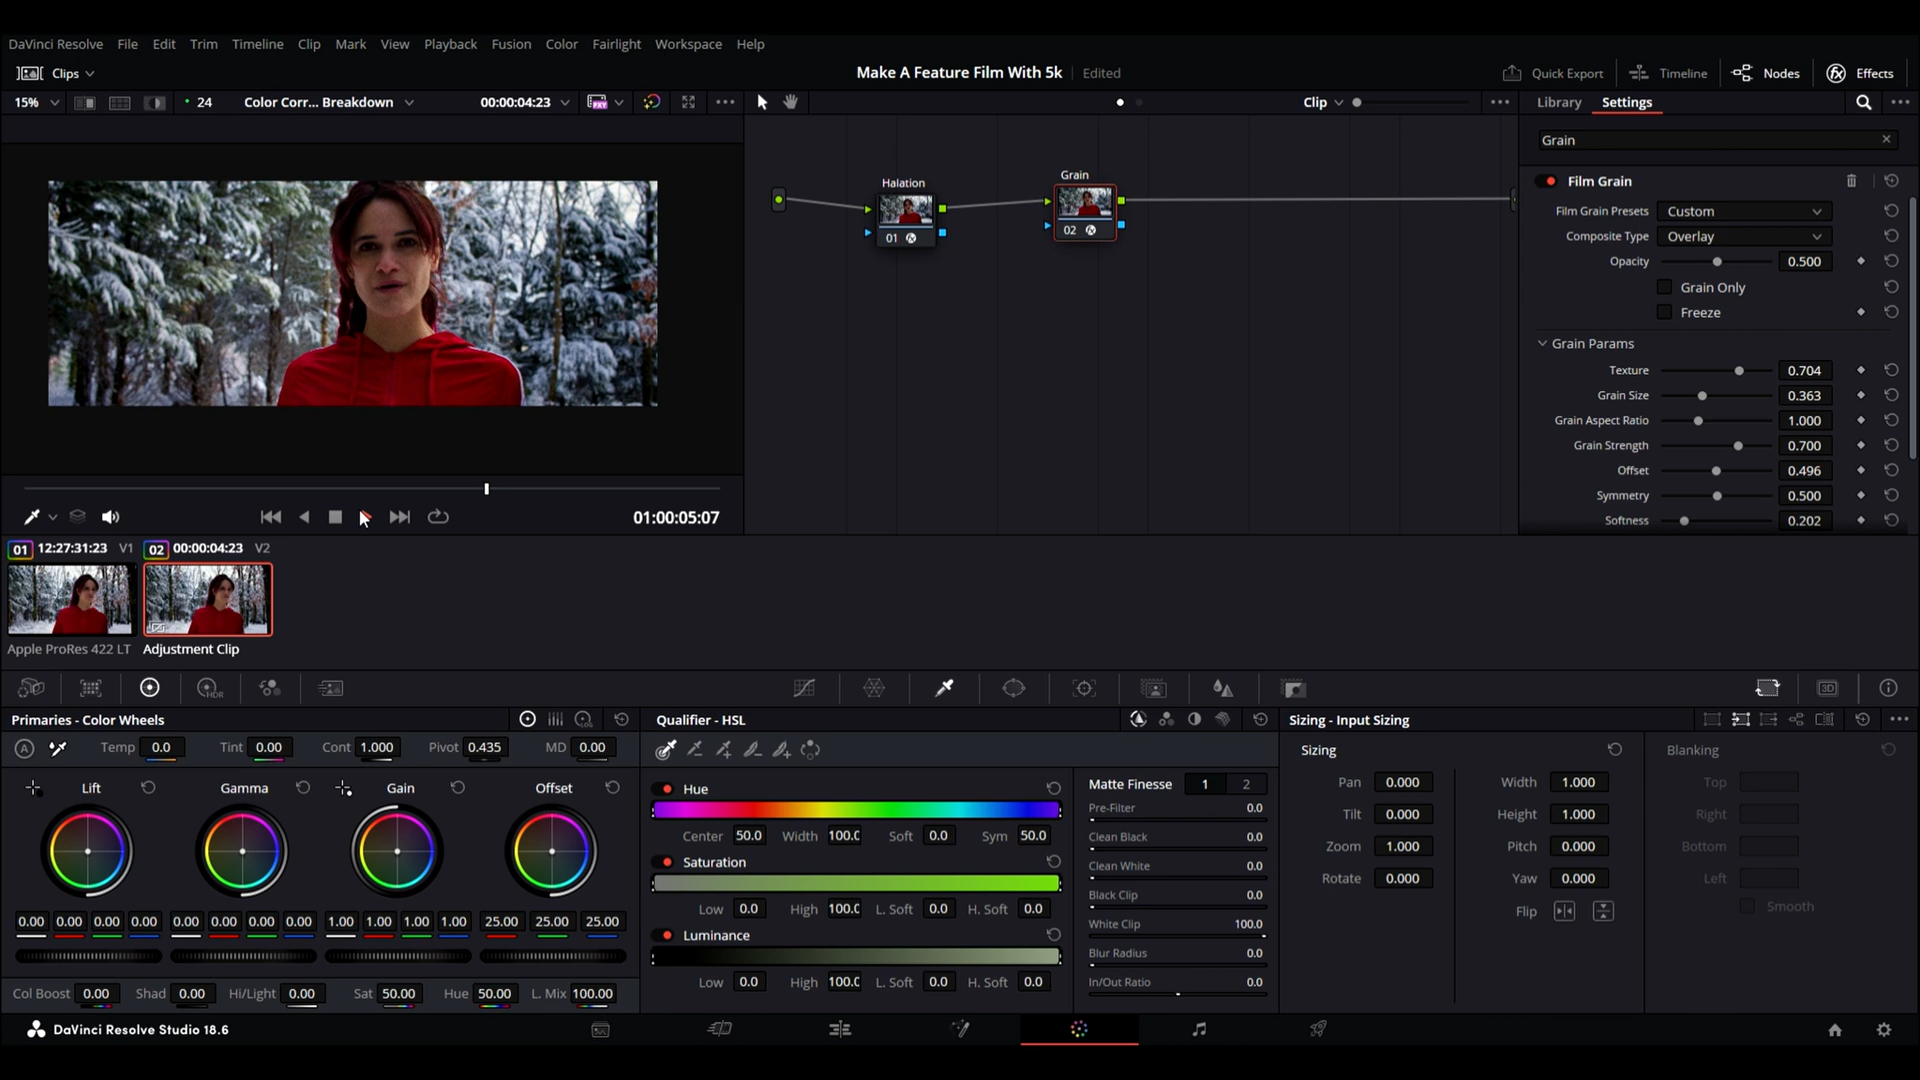 DaVinci Resolve File Edit Trim Timeline Clip Mark View Playback Fusion Color Fairlight Workspace Help
Clips Make A Feature Film With 5k Edited Quick Export Timeline Nodes Effects
15% 24 Color Corr... Breakdown 00:00:04:23 Clip Library Settings
Grain
Film Grain
Film Grain Presets Custom
Composite Type Overlay
Opacity 0.500
Grain Only
Freeze
Grain Params
Texture 0.704
Grain Size 0.363
Grain Aspect Ratio 1.000
Grain Strength 0.700
Offset 0.496
Symmetry 0.500
Softness 0.202
Halation
01
Grain
02
01:00:05:07
01 12:27:31:23 V1 02 00:00:04:23 V2
Apple ProRes 422 LT Adjustment Clip
HDR 3D
Primaries - Color Wheels
A Temp 0.0 Tint 0.00 Cont 1.000 Pivot 0.435 MD 0.00
Lift Gamma Gain Offset
0.00 0.00 0.00 0.00 0.00 0.00 0.00 0.00 1.00 1.00 1.00 1.00 25.00 25.00 25.00
Col Boost 0.00 Shad 0.00 Hi/Light 0.00 Sat 50.00 Hue 50.00 L. Mix 100.00
Qualifier - HSL
Hue
Center 50.0 Width 100.0 Soft 0.0 Sym 50.0
Saturation
Low 0.0 High 100.0 L. Soft 0.0 H. Soft 0.0
Luminance
Low 0.0 High 100.0 L. Soft 0.0 H. Soft 0.0
Matte Finesse 1 2
Pre-Filter 0.0
Clean Black 0.0
Clean White 0.0
Black Clip 0.0
White Clip 100.0
Blur Radius 0.0
In/Out Ratio 0.0
Sizing - Input Sizing
Sizing Blanking
Pan 0.000 Width 1.000 Top
Tilt 0.000 Height 1.000 Right
Zoom 1.000 Pitch 0.000 Bottom
Rotate 0.000 Yaw 0.000 Left
Flip Smooth
DaVinci Resolve Studio 18.6